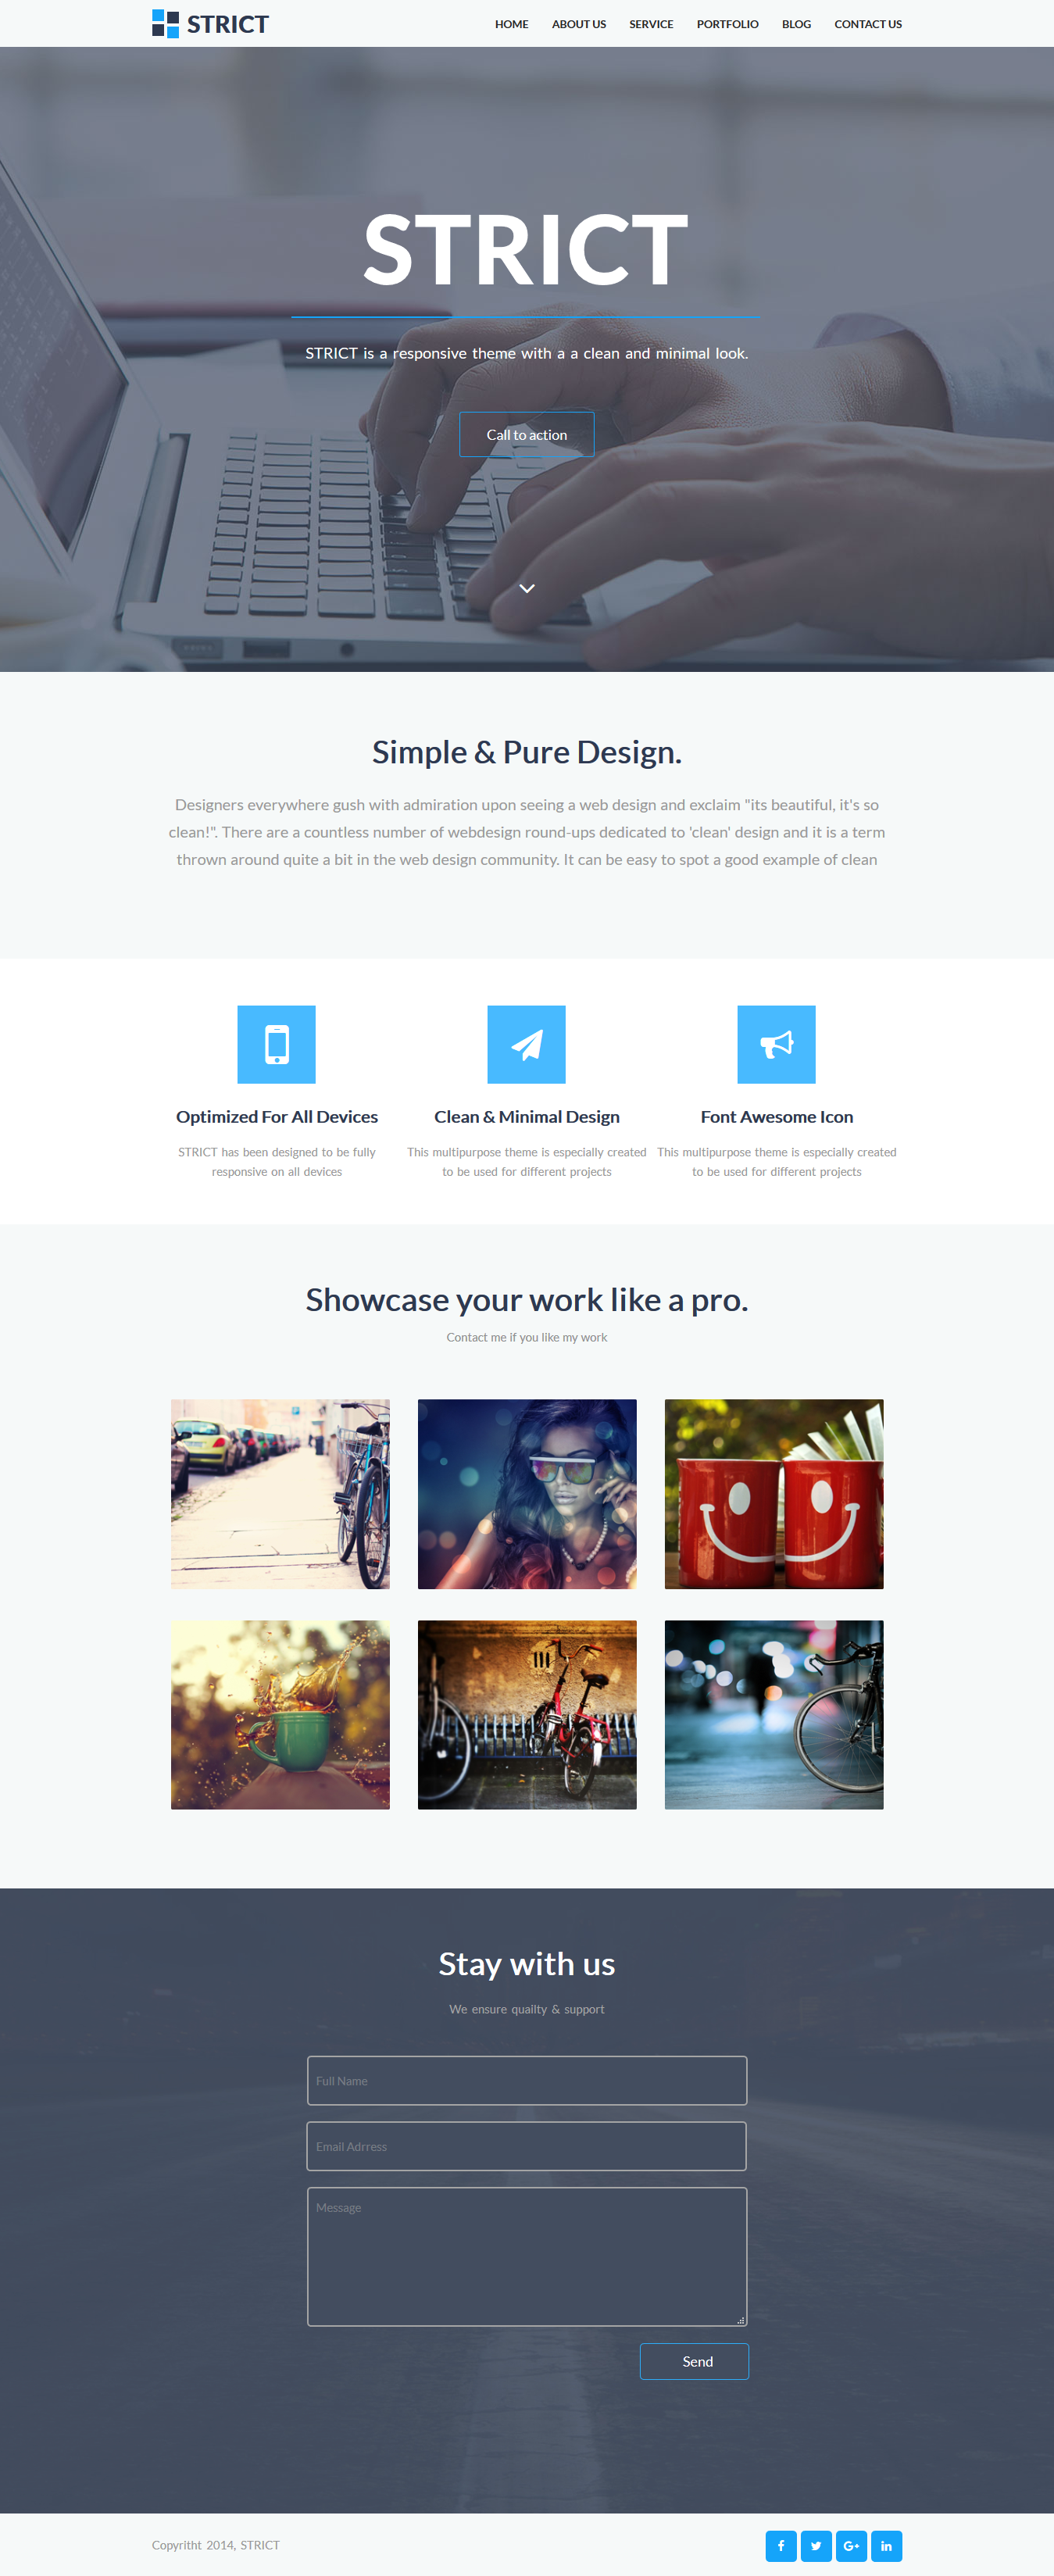 STRICT
HOME ABOUT US SERVICE PORTFOLIO BLOG CONTACT US
STRICT
STRICT is a responsive theme with a a clean and minimal look.
Call to action
Simple & Pure Design.
Designers everywhere gush with admiration upon seeing a web design and exclaim "its beautiful, it's so
clean!". There are a countless number of webdesign round-ups dedicated to 'clean' design and it is a term
thrown around quite a bit in the web design community. It can be easy to spot a good example of clean
Optimized For All Devices
STRICT has been designed to be fully
responsive on all devices
Clean & Minimal Design
This multipurpose theme is especially created
to be used for different projects
Font Awesome Icon
This multipurpose theme is especially created
to be used for different projects
Showcase your work like a pro.
Contact me if you like my work
Stay with us
We ensure quailty & support
Full Name
Email Adrress
Message
Send
Copyritht 2014, STRICT